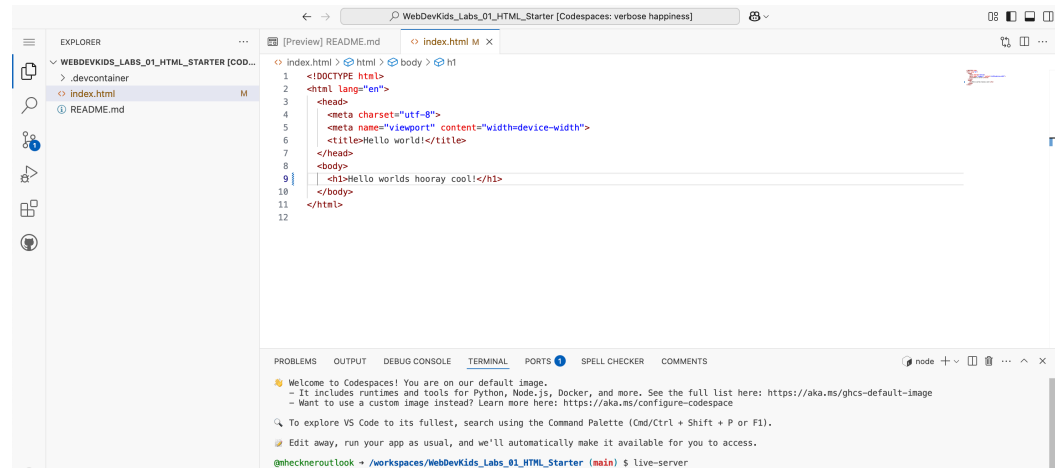 WebDevKids_Labs_01_HTML_Starter [Codespaces: verbose happiness]
EXPLORER
WEBDEVKIDS_LABS_01_HTML_STARTER [COD...
.devcontainer
index.html M
README.md
1
[Preview] README.md
index.html M
index.html > html > body > h1
1 <!DOCTYPE html>
2 <html lang="en">
3 <head>
4 <meta charset="utf-8">
5 <meta name="viewport" content="width=device-width">
6 <title>Hello world!</title>
7 </head>
8 <body>
9 <h1>Hello worlds hooray cool!</h1>
10 </body>
11 </html>
12
PROBLEMS OUTPUT DEBUG CONSOLE TERMINAL PORTS 1 SPELL CHECKER COMMENTS node
👋 Welcome to Codespaces! You are on our default image.
- It includes runtimes and tools for Python, Node.js, Docker, and more. See the full list here: https://aka.ms/ghcs-default-image
- Want to use a custom image instead? Learn more here: https://aka.ms/configure-codespace
🔍 To explore VS Code to its fullest, search using the Command Palette (Cmd/Ctrl + Shift + P or F1).
📝 Edit away, run your app as usual, and we'll automatically make it available for you to access.
@mheckneroutlook → /workspaces/WebDevKids_Labs_01_HTML_Starter (main) $ live-server